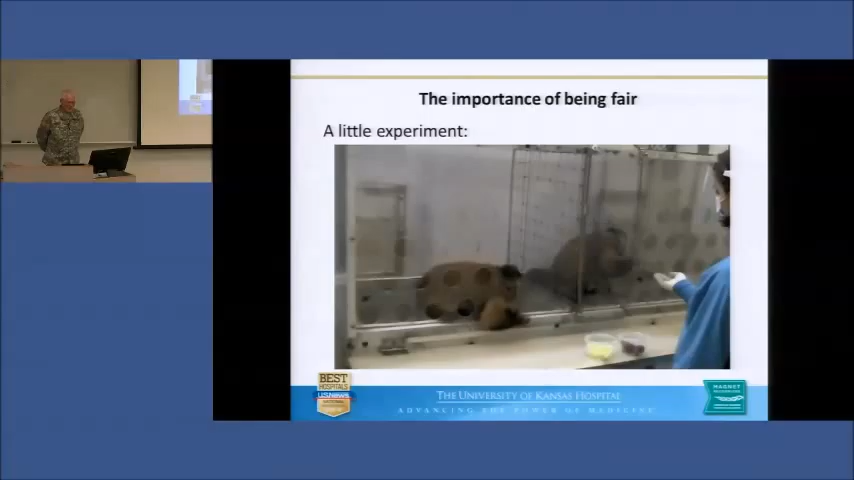 The importance of being fair
A little experiment:
BEST
HOSPITALS
U.S.News
THE UNIVERSITY OF KANSAS HOSPITAL
ADVANCING THE POWER OF MEDICINE
MAGNET